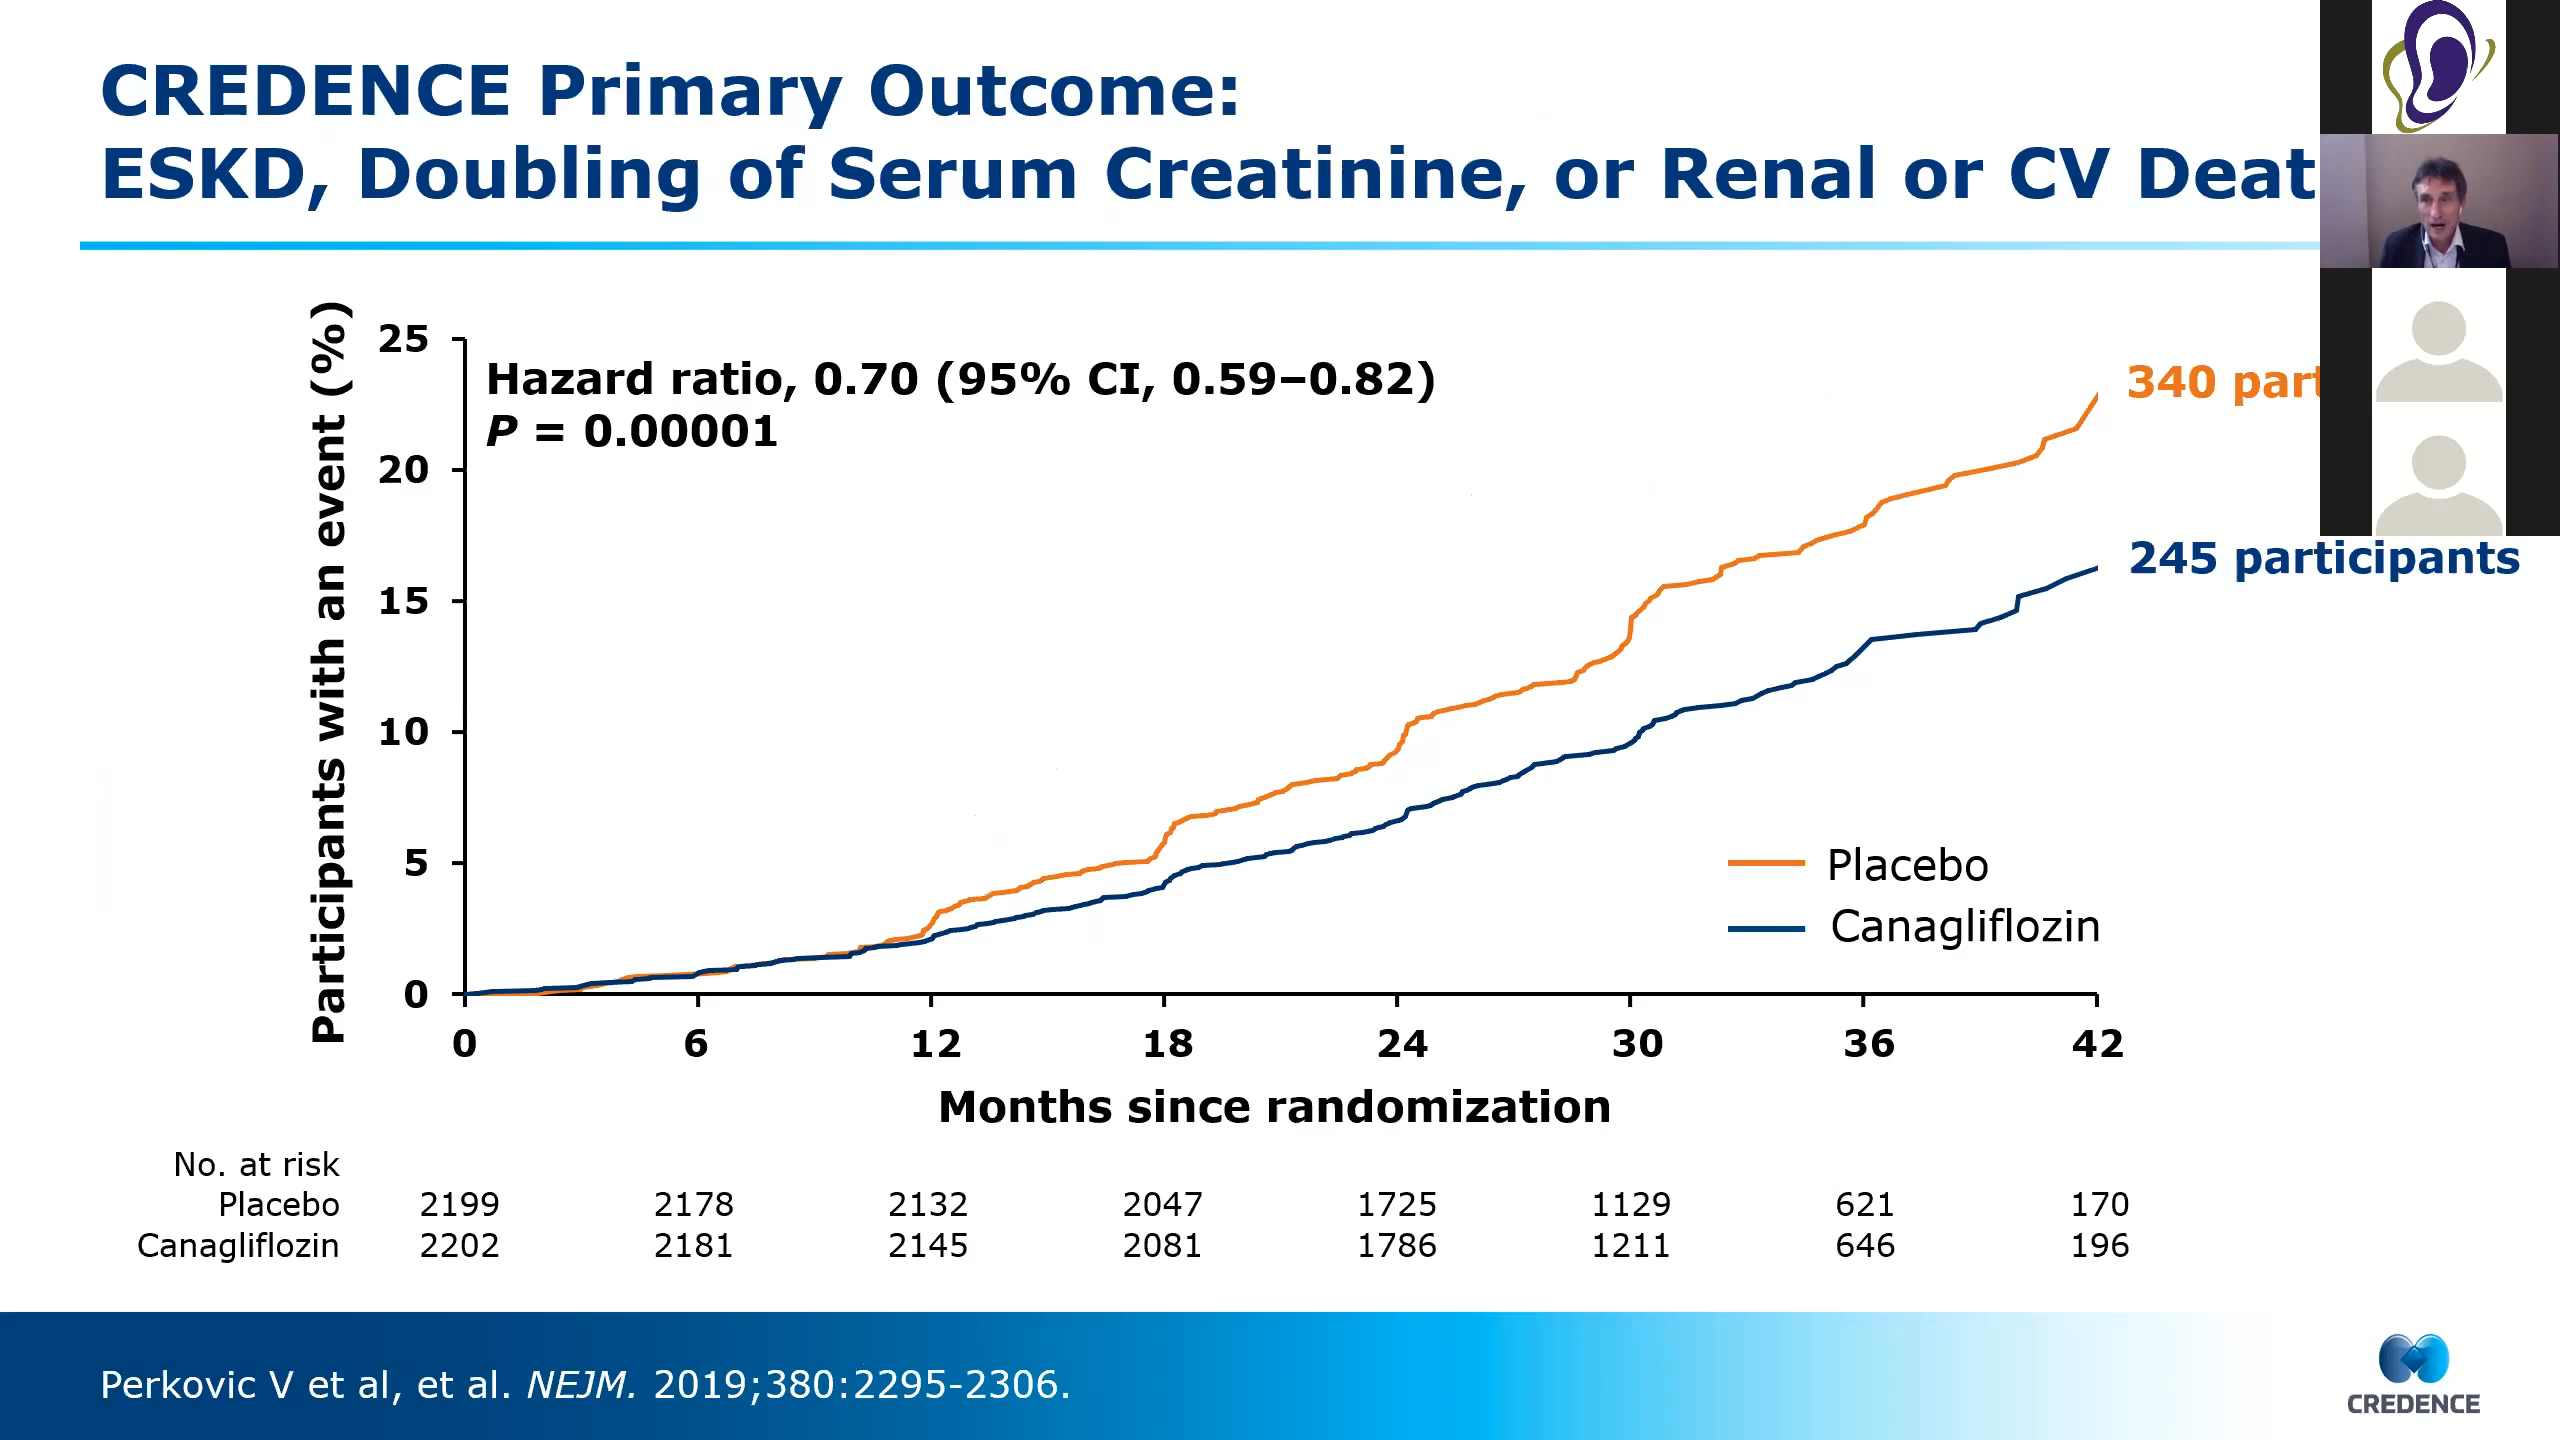 CREDENCE Primary Outcome:
ESKD, Doubling of Serum Creatinine, or Renal or CV Deat
Participants with an event (%)
25
20
15
10
5
0
Hazard ratio, 0.70 (95% CI, 0.59–0.82)
P = 0.00001
340 part
245 participants
Placebo
Canagliflozin
0 6 12 18 24 30 36 42
Months since randomization
No. at risk
Placebo 2199 2178 2132 2047 1725 1129 621 170
Canagliflozin 2202 2181 2145 2081 1786 1211 646 196
Perkovic V et al, et al. NEJM. 2019;380:2295-2306.
CREDENCE